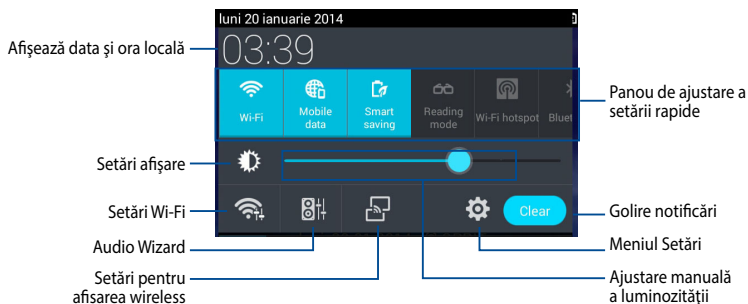 luni 20 ianuarie 2014
Afişează data şi ora locală
03:39
Wi-Fi
Mobile
data
Smart
saving
Reading
mode
Wi-Fi hotspot
Bluet
Panou de ajustare a
setării rapide
Setări afişare
Setări Wi-Fi
Clear
Golire notificări
Audio Wizard
Meniul Setări
Setări pentru
afisarea wireless
Ajustare manuală
a luminozităţii